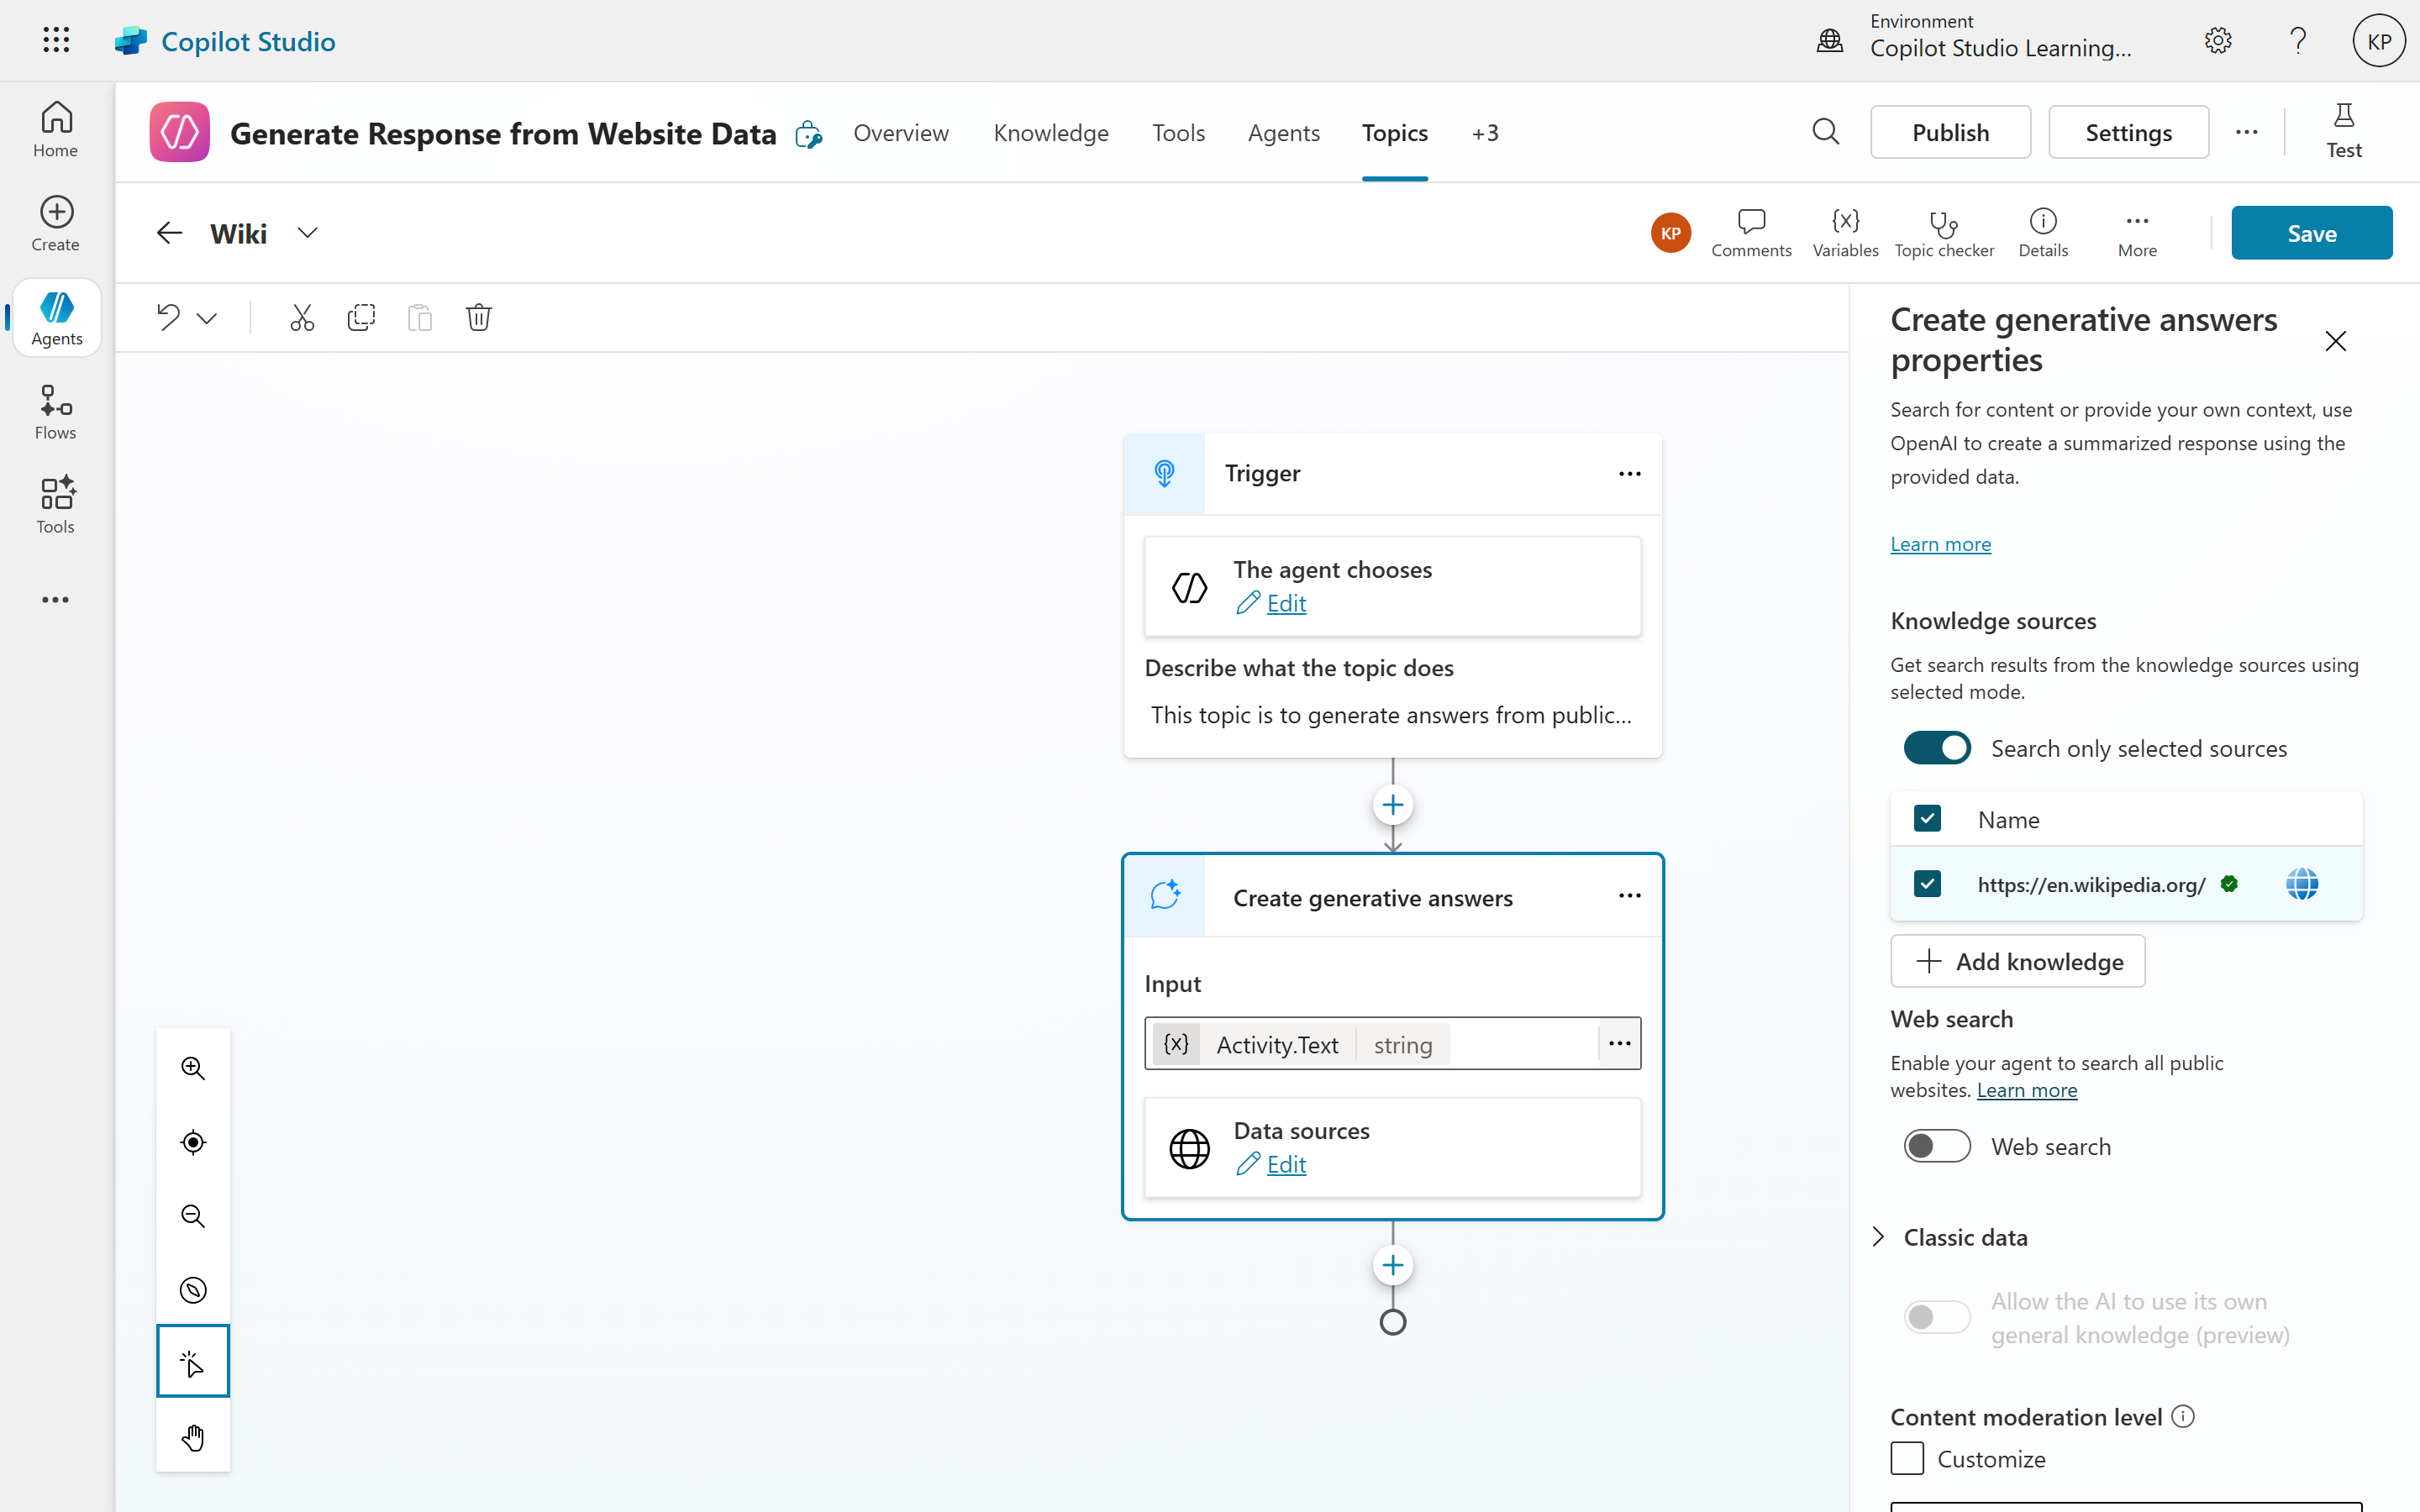 Copilot Studio
Environment
Copilot Studio Learning...
KP
Home
Create
Agents
Flows
Tools
Generate Response from Website Data
Overview
Knowledge
Tools
Agents
Topics
+3
Publish
Settings
Test
Wiki
KP
Comments
Variables
Topic checker
Details
More
Save
Trigger
The agent chooses
Edit
Describe what the topic does
This topic is to generate answers from public...
Create generative answers
Input
{x} Activity.Text string
Data sources
Edit
Create generative answers
properties
Search for content or provide your own context, use
OpenAI to create a summarized response using the
provided data.
Learn more
Knowledge sources
Get search results from the knowledge sources using
selected mode.
Search only selected sources
Name
https://en.wikipedia.org/
Add knowledge
Web search
Enable your agent to search all public
websites. Learn more
Web search
Classic data
Allow the AI to use its own
general knowledge (preview)
Content moderation level
Customize